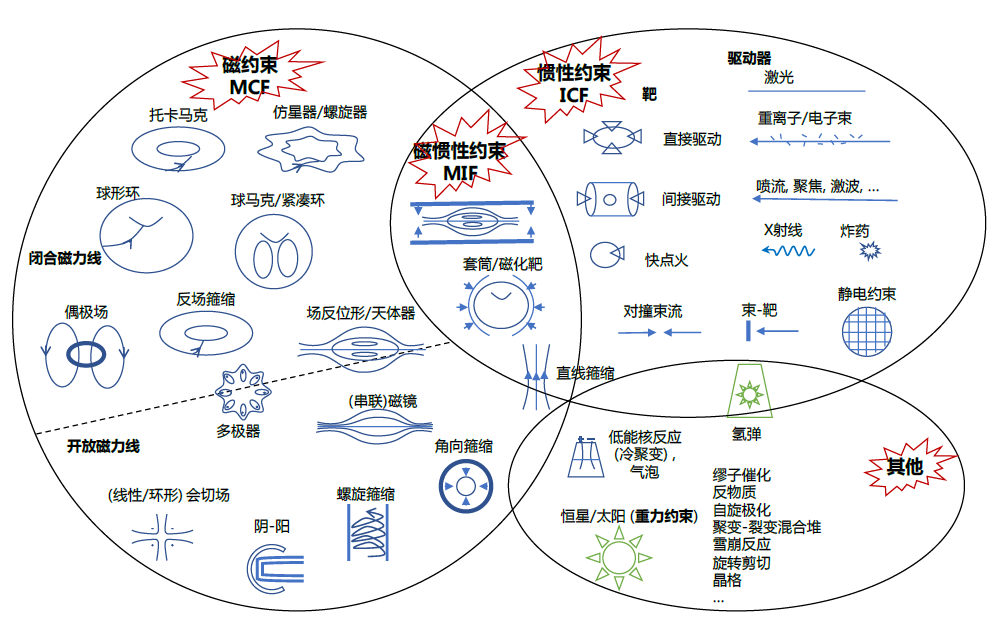 磁约束
MCF
托卡马克
仿星器/螺旋器
球形环
球马克/紧凑环
闭合磁力线
偶极场
反场箍缩
场反位形/天体器
多极器
开放磁力线
(串联)磁镜
角向箍缩
(线性/环形) 会切场
阴-阳
螺旋箍缩
磁惯性约束
MIF
套筒/磁化靶
直线箍缩
惯性约束
ICF
靶
直接驱动
间接驱动
快点火
驱动器
激光
重离子/电子束
喷流, 聚焦, 激波, ...
X射线
炸药
对撞束流
束-靶
静电约束
氢弹
低能核反应
(冷聚变) ,
气泡
恒星/太阳 (重力约束)
其他
缪子催化
反物质
自旋极化
聚变-裂变混合堆
雪崩反应
旋转剪切
晶格
...